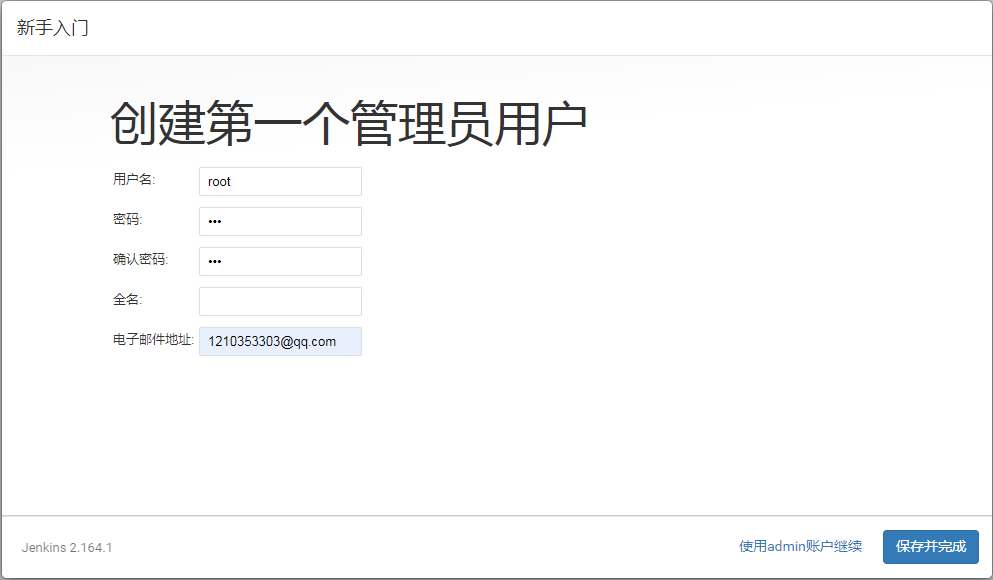 新手入门
创建第一个管理员用户
用户名: root
密码: •••
确认密码: •••
全名:
电子邮件地址: 1210353303@qq.com
Jenkins 2.164.1 使用admin账户继续 保存并完成